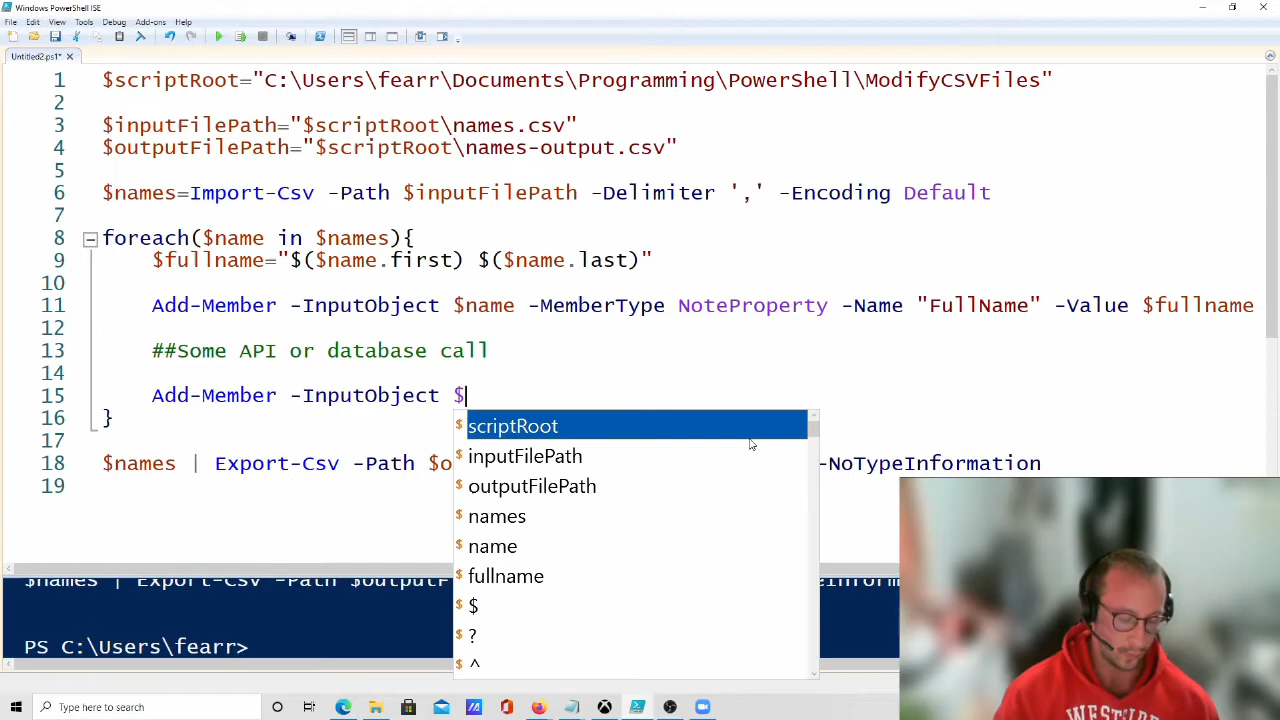 Windows PowerShell ISE
File Edit View Tools Debug Add-ons Help
Untitled2.ps1*
1 $scriptRoot="C:\Users\fearr\Documents\Programming\PowerShell\ModifyCSVFiles"
2
3 $inputFilePath="$scriptRoot\names.csv"
4 $outputFilePath="$scriptRoot\names-output.csv"
5
6 $names=Import-Csv -Path $inputFilePath -Delimiter ',' -Encoding Default
7
8 foreach($name in $names){
9 $fullname="$($name.first) $($name.last)"
10
11 Add-Member -InputObject $name -MemberType NoteProperty -Name "FullName" -Value $fullname
12
13 ##Some API or database call
14
15 Add-Member -InputObject $
16 }
17
18 $names | Export-Csv -Path $o -NoTypeInformation
19
$ scriptRoot
$ inputFilePath
$ outputFilePath
$ names
$ name
$ fullname
$ $
$ ?
$ ^
$names | Export-Csv -Path $outputF
PS C:\Users\fearr>
Type here to search